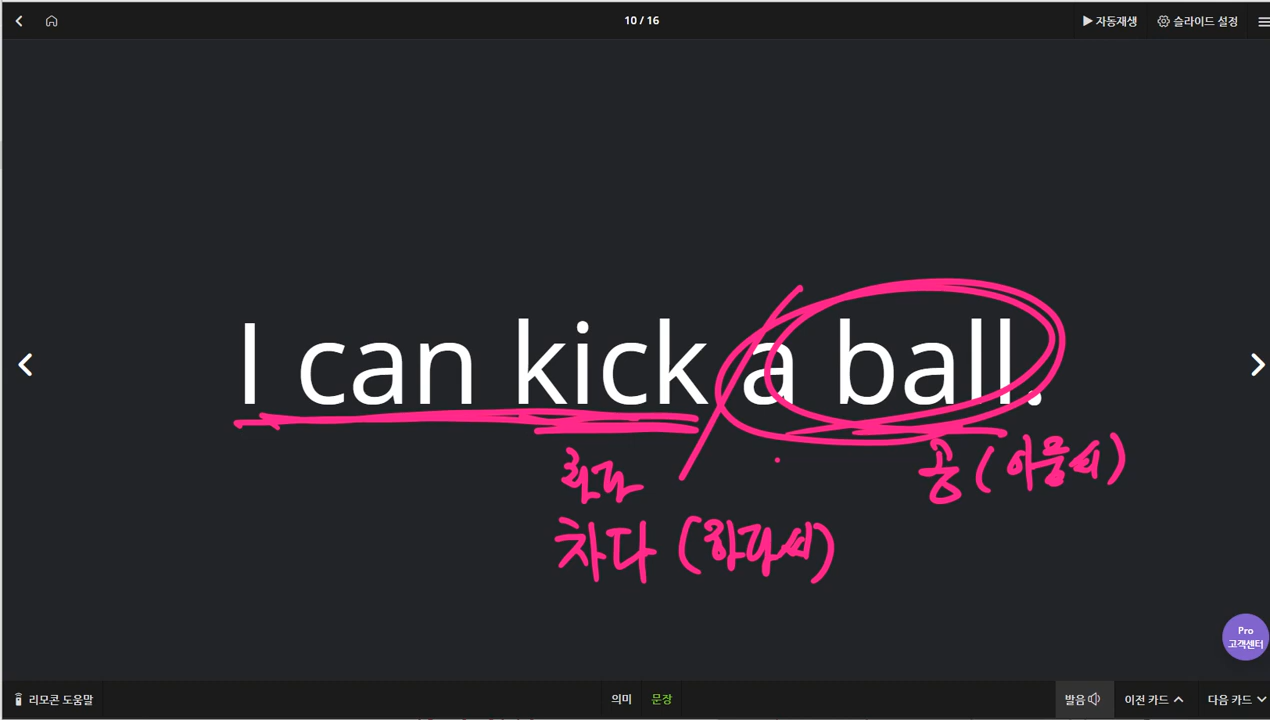 10 / 16
자동재생
슬라이드 설정
I can kick a ball.
찬다
공 (이름씨)
차다 (하다씨)
Pro
고객센터
리모콘 도움말
의미
문장
발음
이전 카드
다음 카드